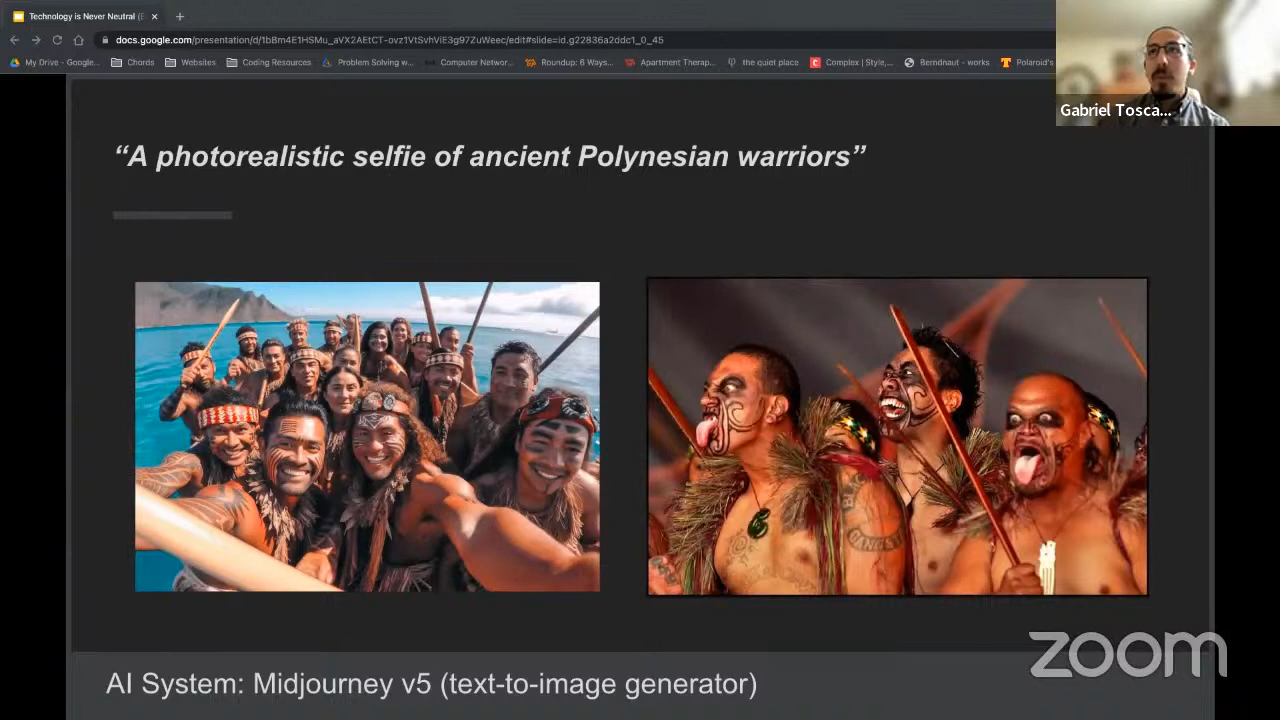 Technology is Never Neutral (E
docs.google.com/presentation/d/1bBm4E1HSMu_aVX2AEtCT-ovz1VtSvhViE3g97ZuWeec/edit#slide=id.g22836a2ddc1_0_45
My Drive - Google... Chords Websites Coding Resources Problem Solving w... Computer Networ... Roundup: 6 Ways... Apartment Therap... the quiet place Complex | Style,... Berndnaut - works Polaroid's
Gabriel Tosca...
“A photorealistic selfie of ancient Polynesian warriors”
GANGSTE
AI System: Midjourney v5 (text-to-image generator)
zoom